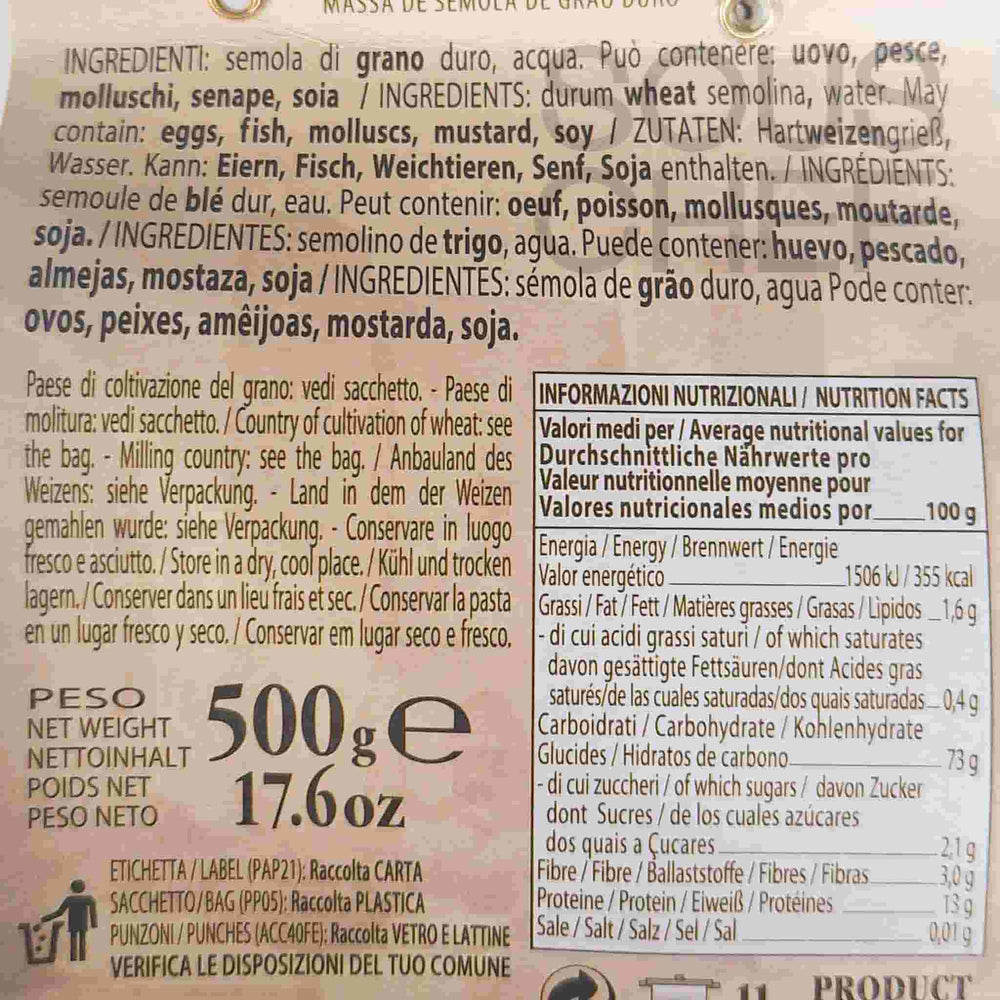 MASSA DE SEMOLA DE GRAO DURO
INGREDIENTI: semola di grano duro, acqua. Può contenere: uovo, pesce,
molluschi, senape, soia / INGREDIENTS: durum wheat semolina, water. May
contain: eggs, fish, molluscs, mustard, soy / ZUTATEN: Hartweizengrieß,
Wasser. Kann: Eiern, Fisch, Weichtieren, Senf, Soja enthalten. / INGRÉDIENTS:
semoule de blé dur, eau. Peut contenir: oeuf, poisson, mollusques, moutarde,
soja. / INGREDIENTES: semolino de trigo, agua. Puede contener: huevo, pescado,
almejas, mostaza, soja / INGREDIENTES: sémola de grão duro, agua Pode conter:
ovos, peixes, amêijoas, mostarda, soja.
Paese di coltivazione del grano: vedi sacchetto. - Paese di
molitura: vedi sacchetto. / Country of cultivation of wheat: see
the bag. - Milling country: see the bag. / Anbauland des
Weizens: siehe Verpackung. - Land in dem der Weizen
gemahlen wurde: siehe Verpackung. - Conservare in luogo
fresco e asciutto. / Store in a dry, cool place. / Kühl und trocken
lagern. / Conserver dans un lieu frais et sec. / Conservar la pasta
en un lugar fresco y seco. / Conservar em lugar seco e fresco.
INFORMAZIONI NUTRIZIONALI / NUTRITION FACTS
Valori medi per / Average nutritional values for
Durchschnittliche Nährwerte pro
Valeur nutritionnelle moyenne pour
Valores nutricionales medios por 100 g
Energia / Energy / Brennwert / Energie
Valor energético 1506 kJ / 355 kcal
Grassi / Fat / Fett / Matières grasses / Grasas / Lipidos 1,6 g
- di cui acidi grassi saturi / of which saturates
davon gesättigte Fettsäuren/dont Acides gras
saturés/de las cuales saturadas/dos quais saturadas 0,4 g
Carboidrati / Carbohydrate / Kohlenhydrate
Glucides / Hidratos de carbono 73 g
- di cui zuccheri / of which sugars / davon Zucker
dont Sucres / de los cuales azúcares
dos quais a Çucares 2,1 g
Fibre / Fibre / Ballaststoffe / Fibres / Fibras 3,0 g
Proteine / Protein / Eiweiß / Protéines 13 g
Sale / Salt / Salz / Sel / Sal 0,01 g
PESO
NET WEIGHT
NETTOINHALT
POIDS NET
PESO NETO
500 g e
17.6 oz
ETICHETTA / LABEL (PAP21): Raccolta CARTA
SACCHETTO/BAG (PP05): Raccolta PLASTICA
PUNZONI / PUNCHES (ACC40FE): Raccolta VETRO E LATTINE
VERIFICA LE DISPOSIZIONI DEL TUO COMUNE
11
PRODUCT